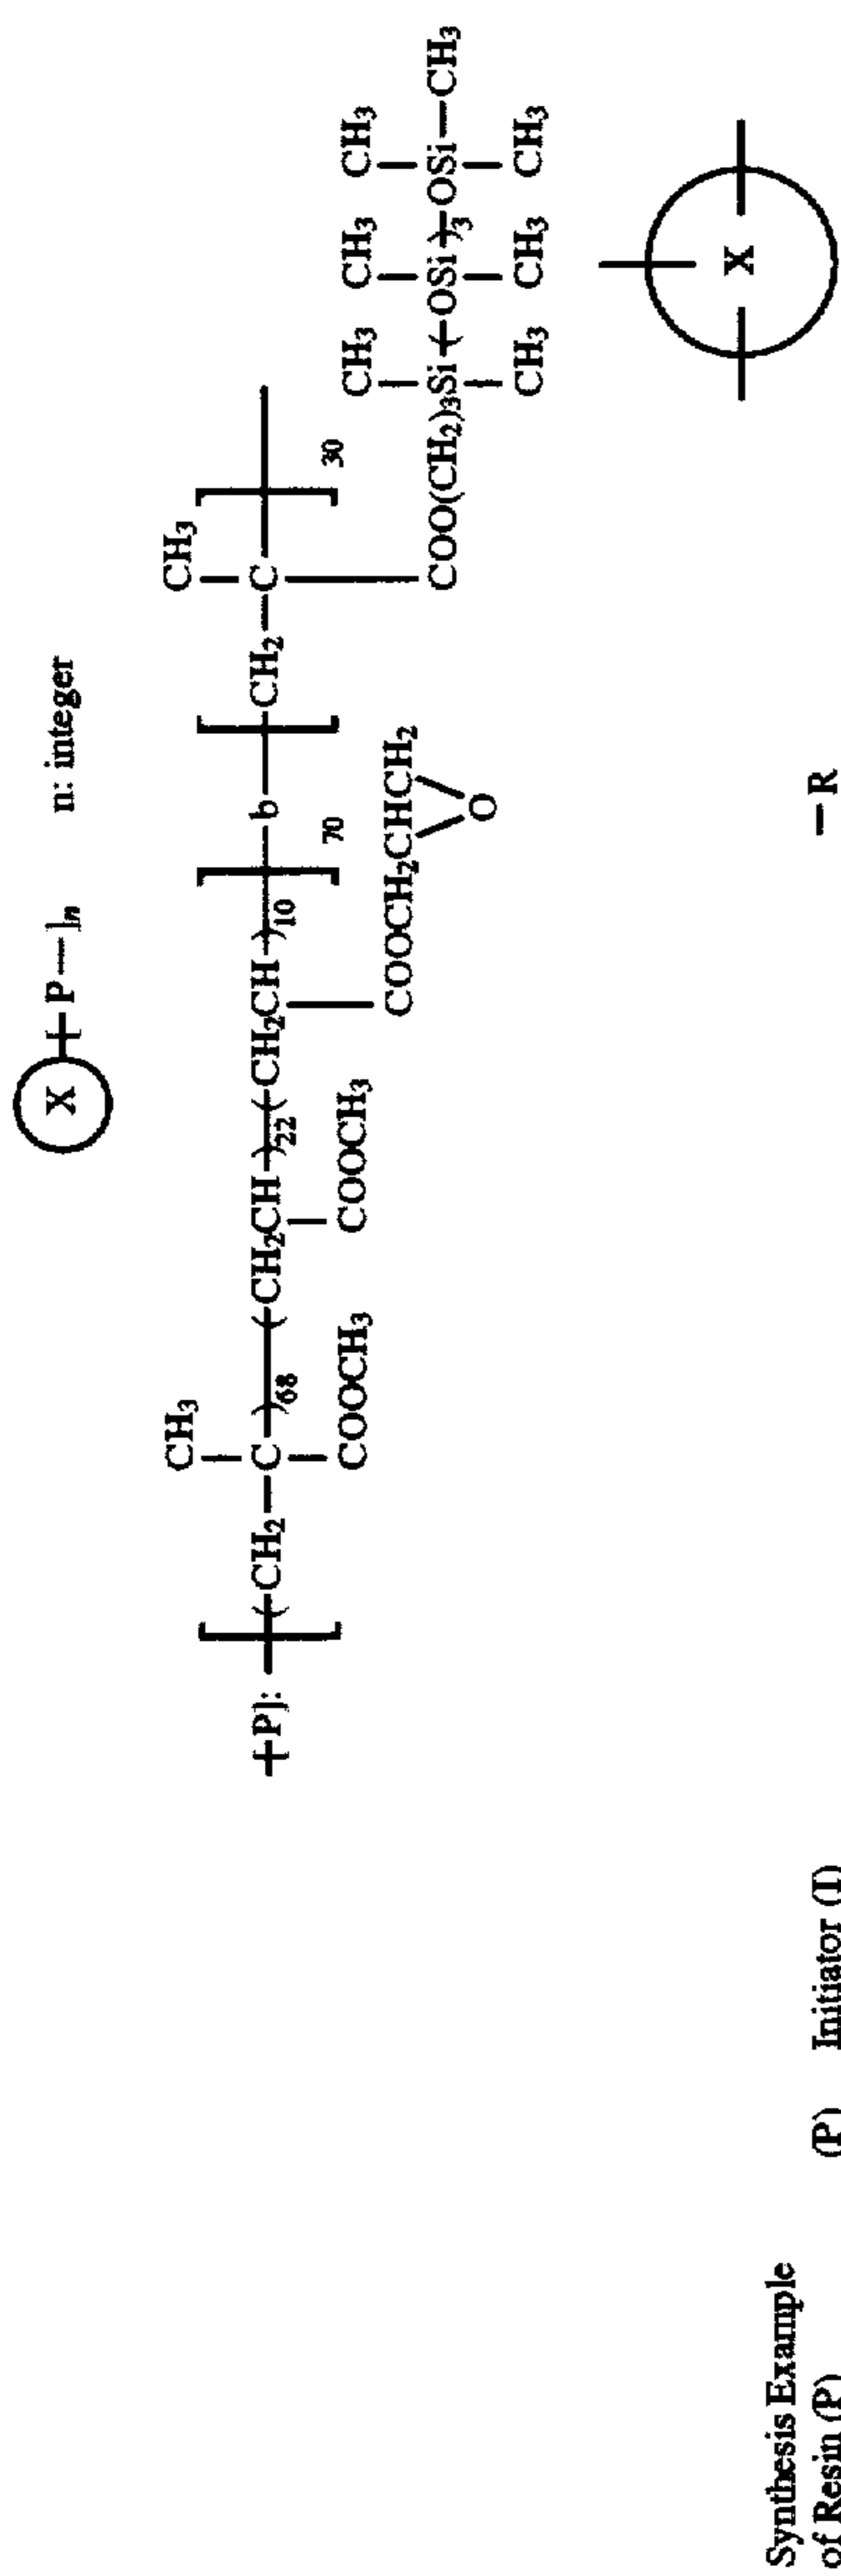 X -[ P — ]n n: integer
CH3 CH3
-[P]: -[ (CH2—C)68 (CH2CH)22 (CH2CH)10 ]70 b [ CH2—C ]30
COOCH3 COOCH3 COOCH2CHCH2
O
CH3 CH3 CH3
COO(CH2)3Si-(OSi)3-OSi—CH3
CH3 CH3 CH3
Synthesis Example
of Resin (P) (P) Initiator (I) —R X